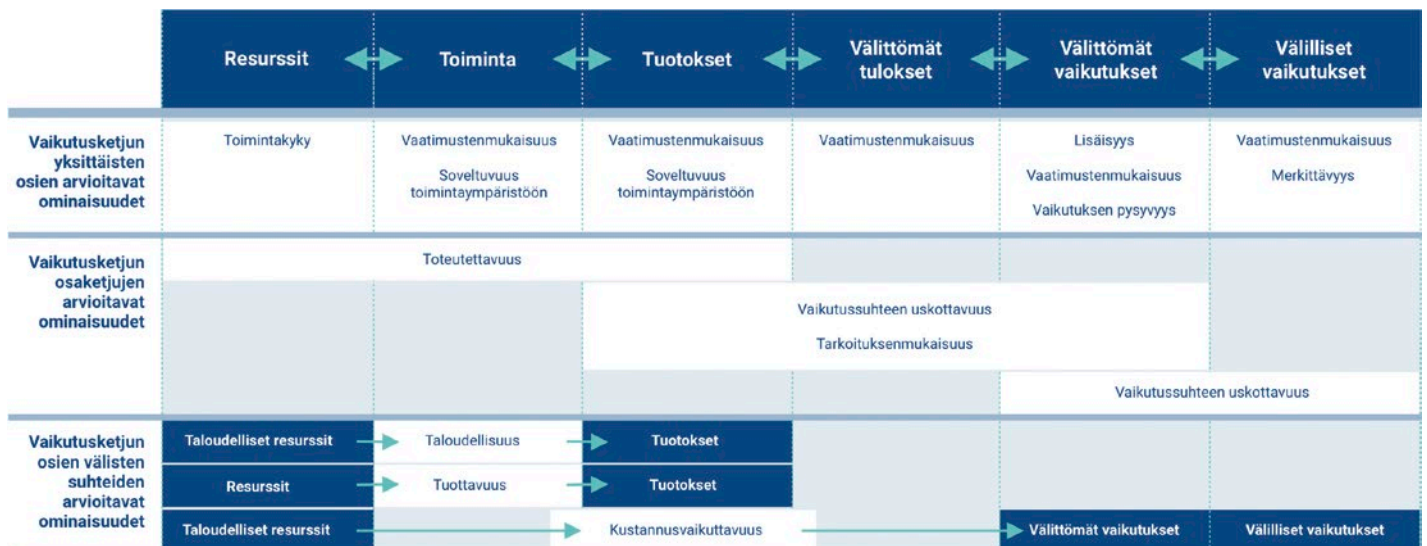 Resurssit
Toiminta
Tuotokset
Välittömät
tulokset
Välittömät
vaikutukset
Välilliset
vaikutukset
Vaikutusketjun
yksittäisten
osien arvioitavat
ominaisuudet
Toimintakyky
Vaatimustenmukaisuus
Soveltuvuus
toimintaympäristöön
Vaatimustenmukaisuus
Soveltuvuus
toimintaympäristöön
Vaatimustenmukaisuus
Lisäisyys
Vaatimustenmukaisuus
Vaikutuksen pysyvyys
Vaatimustenmukaisuus
Merkittävyys
Vaikutusketjun
osaketjujen
arvioitavat
ominaisuudet
Toteutettavuus
Vaikutussuhteen uskottavuus
Tarkoituksenmukaisuus
Vaikutussuhteen uskottavuus
Vaikutusketjun
osien välisten
suhteiden
arvioitavat
ominaisuudet
Taloudelliset resurssit
Taloudellisuus
Tuotokset
Resurssit
Tuottavuus
Tuotokset
Taloudelliset resurssit
Kustannusvaikuttavuus
Välittömät vaikutukset
Välilliset vaikutukset